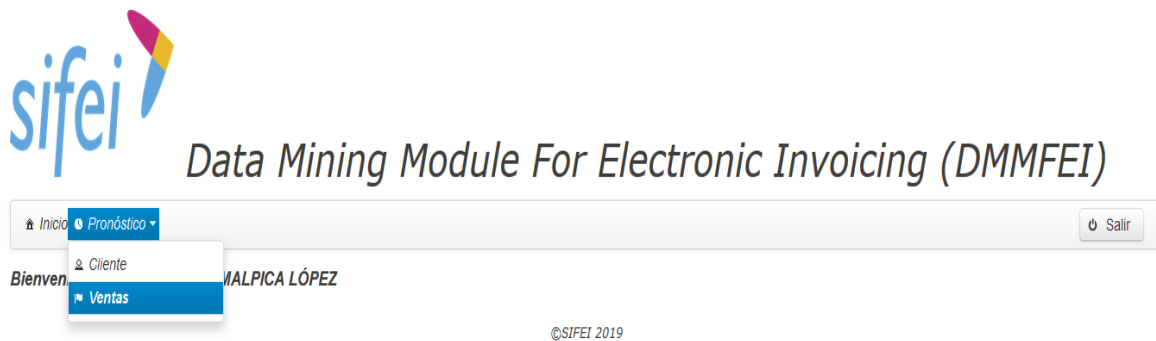 sifei
Data Mining Module For Electronic Invoicing (DMMFEI)
Inicio Pronóstico Salir
Cliente
Bienven MALPICA LÓPEZ
Ventas
©SIFEI 2019